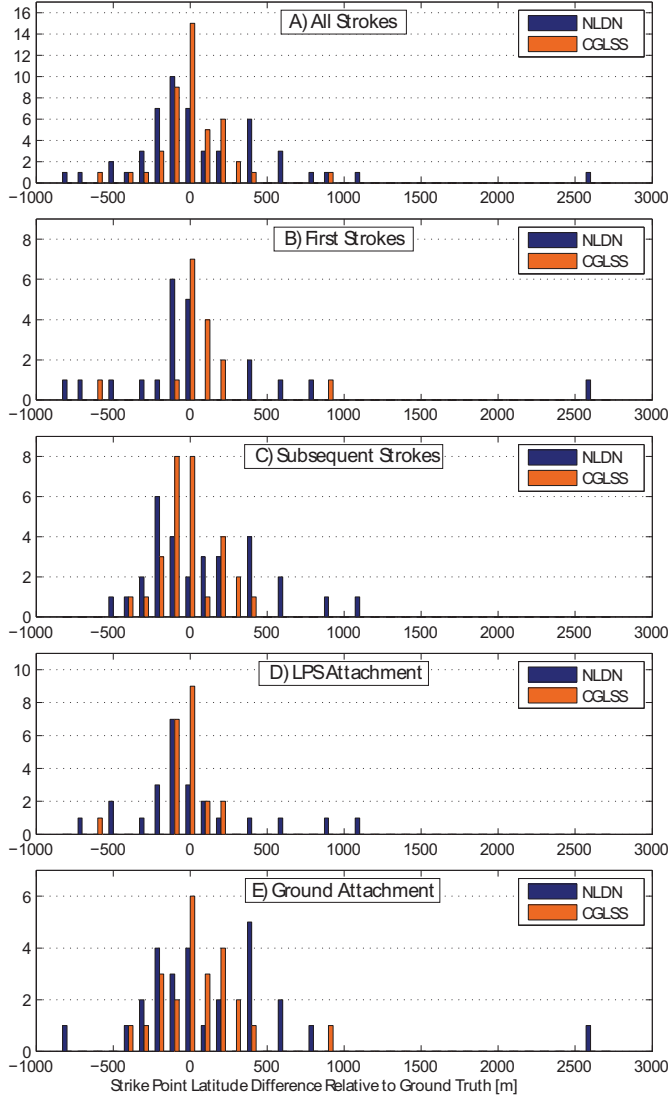 16
14
12
10
8
6
4
2
0
A) All Strokes
NLDN
CGLSS
−1000 −500 0 500 1000 1500 2000 2500 3000
8
6
4
2
0
B) First Strokes
NLDN
CGLSS
−1000 −500 0 500 1000 1500 2000 2500 3000
8
6
4
2
0
C) Subsequent Strokes
NLDN
CGLSS
−1000 −500 0 500 1000 1500 2000 2500 3000
10
8
6
4
2
0
D) LPS Attachment
NLDN
CGLSS
−1000 −500 0 500 1000 1500 2000 2500 3000
6
4
2
0
E) Ground Attachment
NLDN
CGLSS
−1000 −500 0 500 1000 1500 2000 2500 3000
Strike Point Latitude Difference Relative to Ground Truth [m]